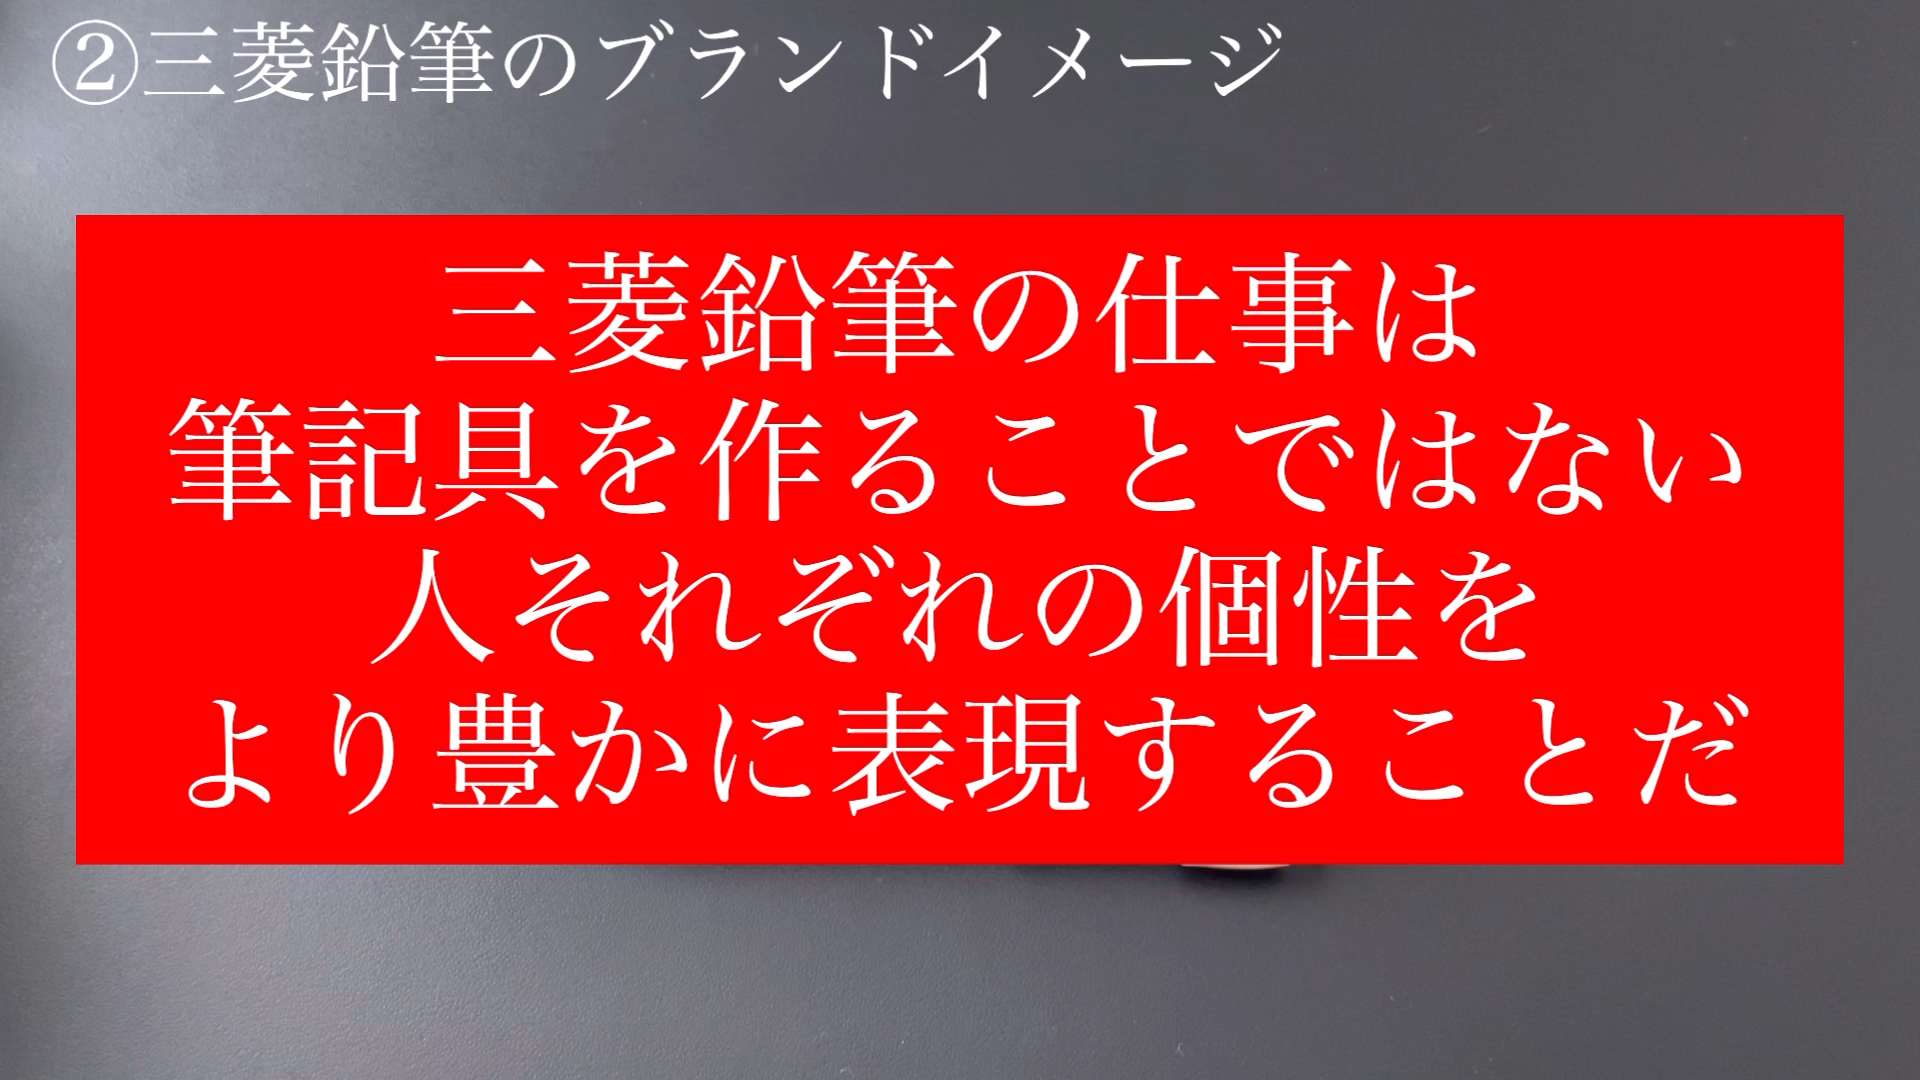 ②三菱鉛筆のブランドイメージ
三菱鉛筆の仕事は
筆記具を作ることではない
人それぞれの個性を
より豊かに表現することだ